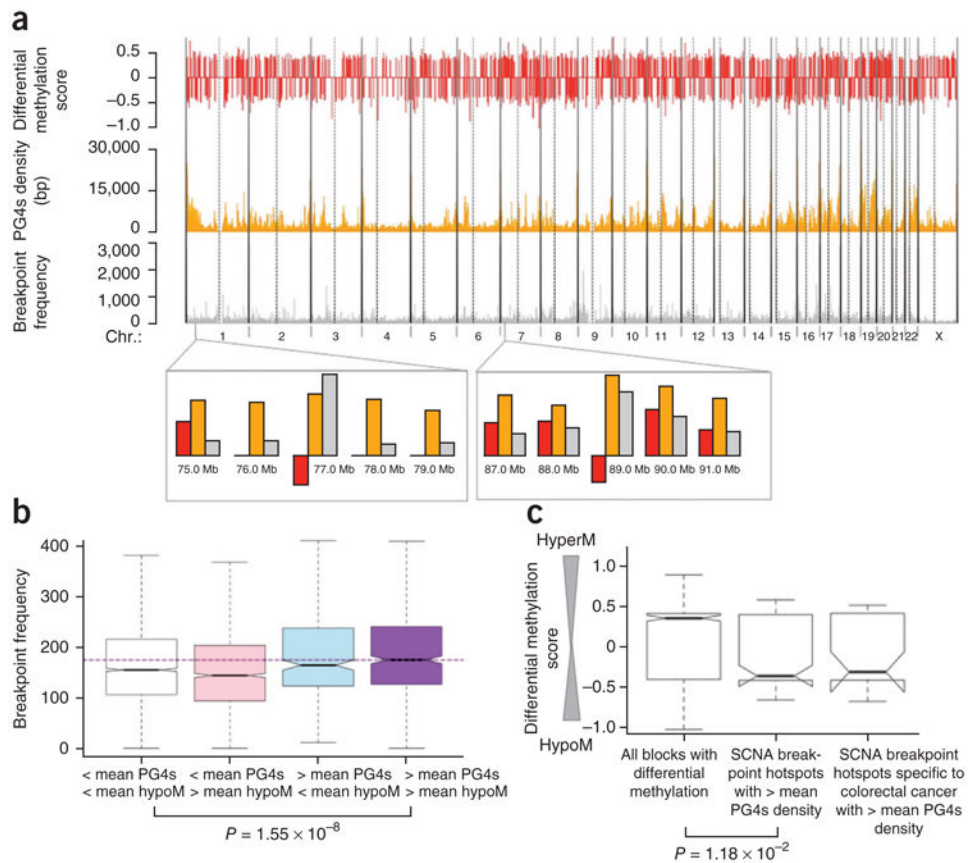 a
Differential
methylation
score
0.5
0
−0.5
−1.0
PG4s density
(bp)
30,000
15,000
0
Breakpoint
frequency
3,000
2,000
1,000
0
Chr.: 1 2 3 4 5 6 7 8 9 10 11 12 13 14 15 16 17 18 19 20 21 22 X
75.0 Mb 76.0 Mb 77.0 Mb 78.0 Mb 79.0 Mb
87.0 Mb 88.0 Mb 89.0 Mb 90.0 Mb 91.0 Mb
b
Breakpoint frequency
400
300
200
100
0
< mean PG4s < mean PG4s > mean PG4s > mean PG4s
< mean hypoM > mean hypoM < mean hypoM > mean hypoM
P = 1.55 × 10⁻⁸
c
HyperM
Differential methylation
score
HypoM
1.0
0.5
0
−0.5
−1.0
All blocks with
differential
methylation
SCNA break-
point hotspots
with > mean
PG4s density
SCNA breakpoint
hotspots specific to
colorectal cancer
with > mean PG4s
density
P = 1.18 × 10⁻²